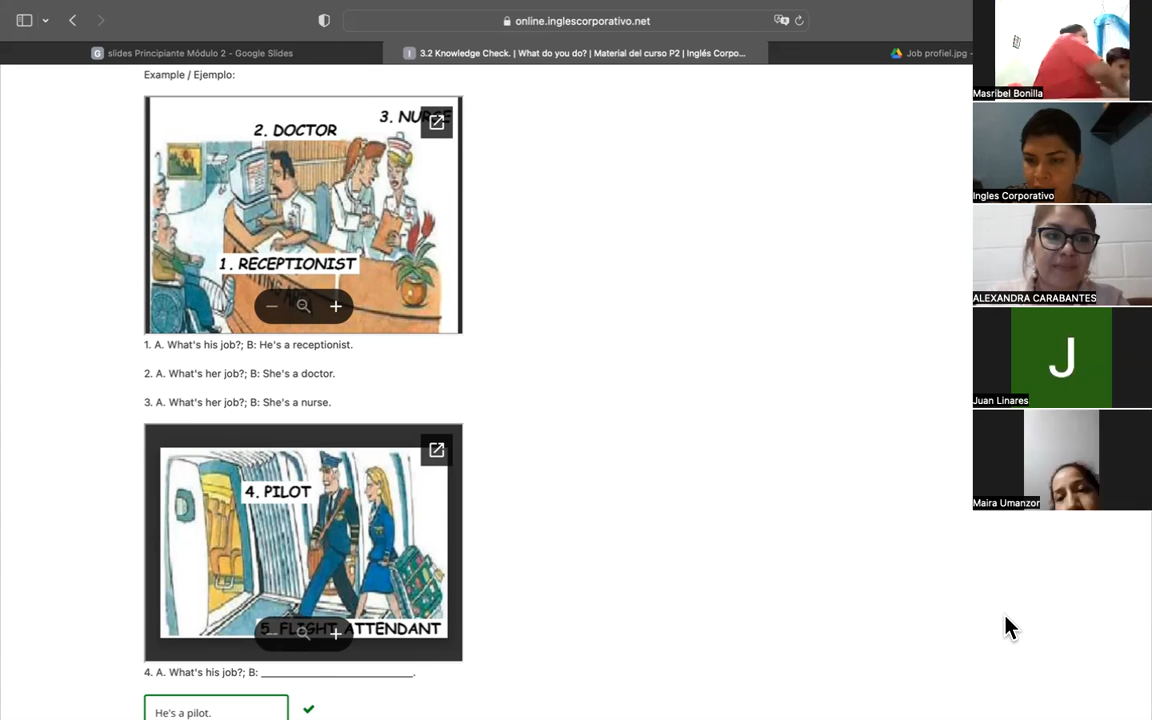 online.inglescorporativo.net
G slides Principiante Módulo 2 - Google Slides
I 3.2 Knowledge Check. | What do you do? | Material del curso P2 | Inglés Corpo...
Job profiel.jpg -
Example / Ejemplo:
3. NURSE
2. DOCTOR
1. RECEPTIONIST
1. A. What's his job?; B: He's a receptionist.
2. A. What's her job?; B: She's a doctor.
3. A. What's her job?; B: She's a nurse.
4. PILOT
5. FLIGHT ATTENDANT
4. A. What's his job?; B: ______________________.
He's a pilot.
Masribel Bonilla
Ingles Corporativo
ALEXANDRA CARABANTES
J
Juan Linares
Maira Umanzor